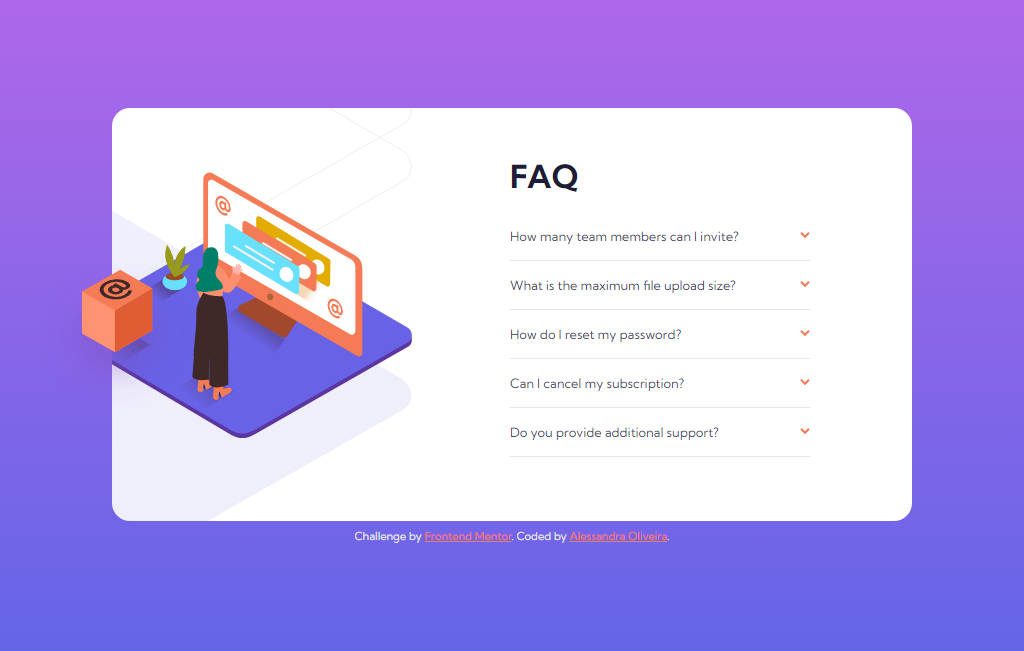 FAQ
How many team members can I invite?
What is the maximum file upload size?
How do I reset my password?
Can I cancel my subscription?
Do you provide additional support?
Challenge by Frontend Mentor. Coded by Alessandra Oliveira.
@
@
@